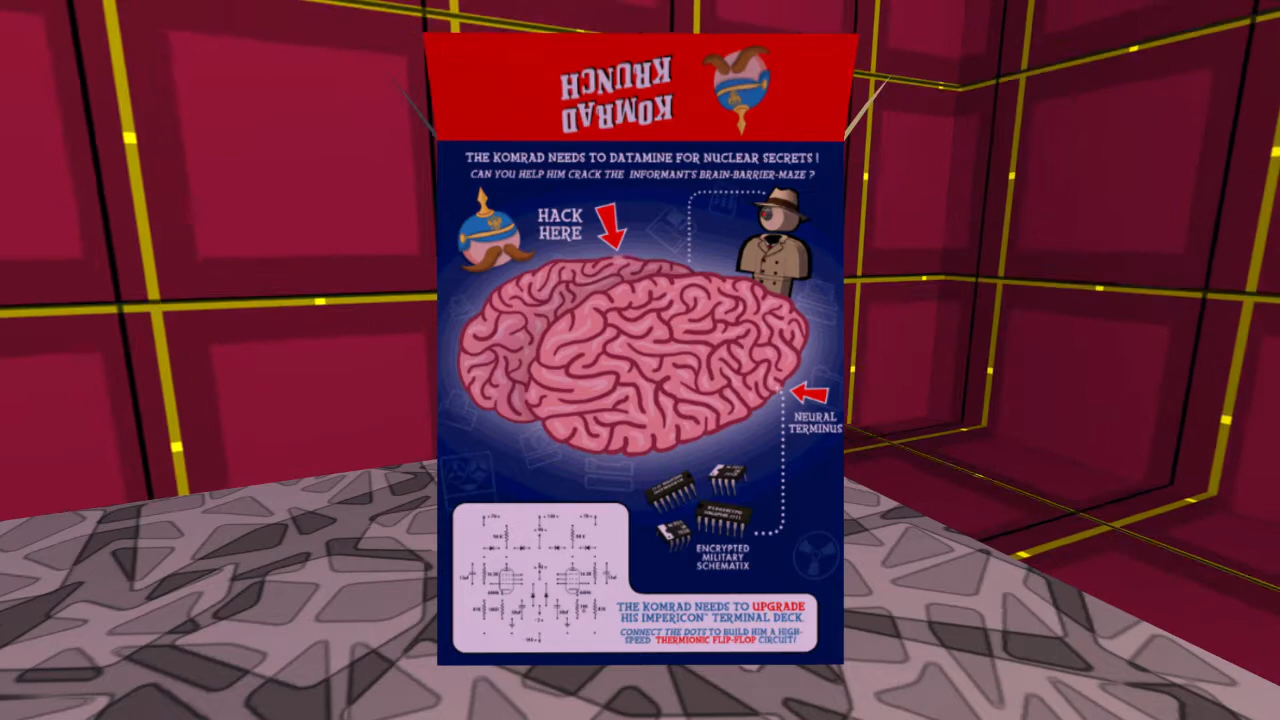 KOMRAD
KRUNCH
THE KOMRAD NEEDS TO DATAMINE FOR NUCLEAR SECRETS !
CAN YOU HELP HIM CRACK THE INFORMANT'S BRAIN-BARRIER-MAZE ?
HACK
HERE
NEURAL
TERMINUS
ENCRYPTED
MILITARY
SCHEMATIX
THE KOMRAD NEEDS TO UPGRADE
HIS IMPERICON™ TERMINAL DECK.
CONNECT THE DOTS TO BUILD HIM A HIGH-
SPEED THERMIONIC FLIP-FLOP CIRCUIT!